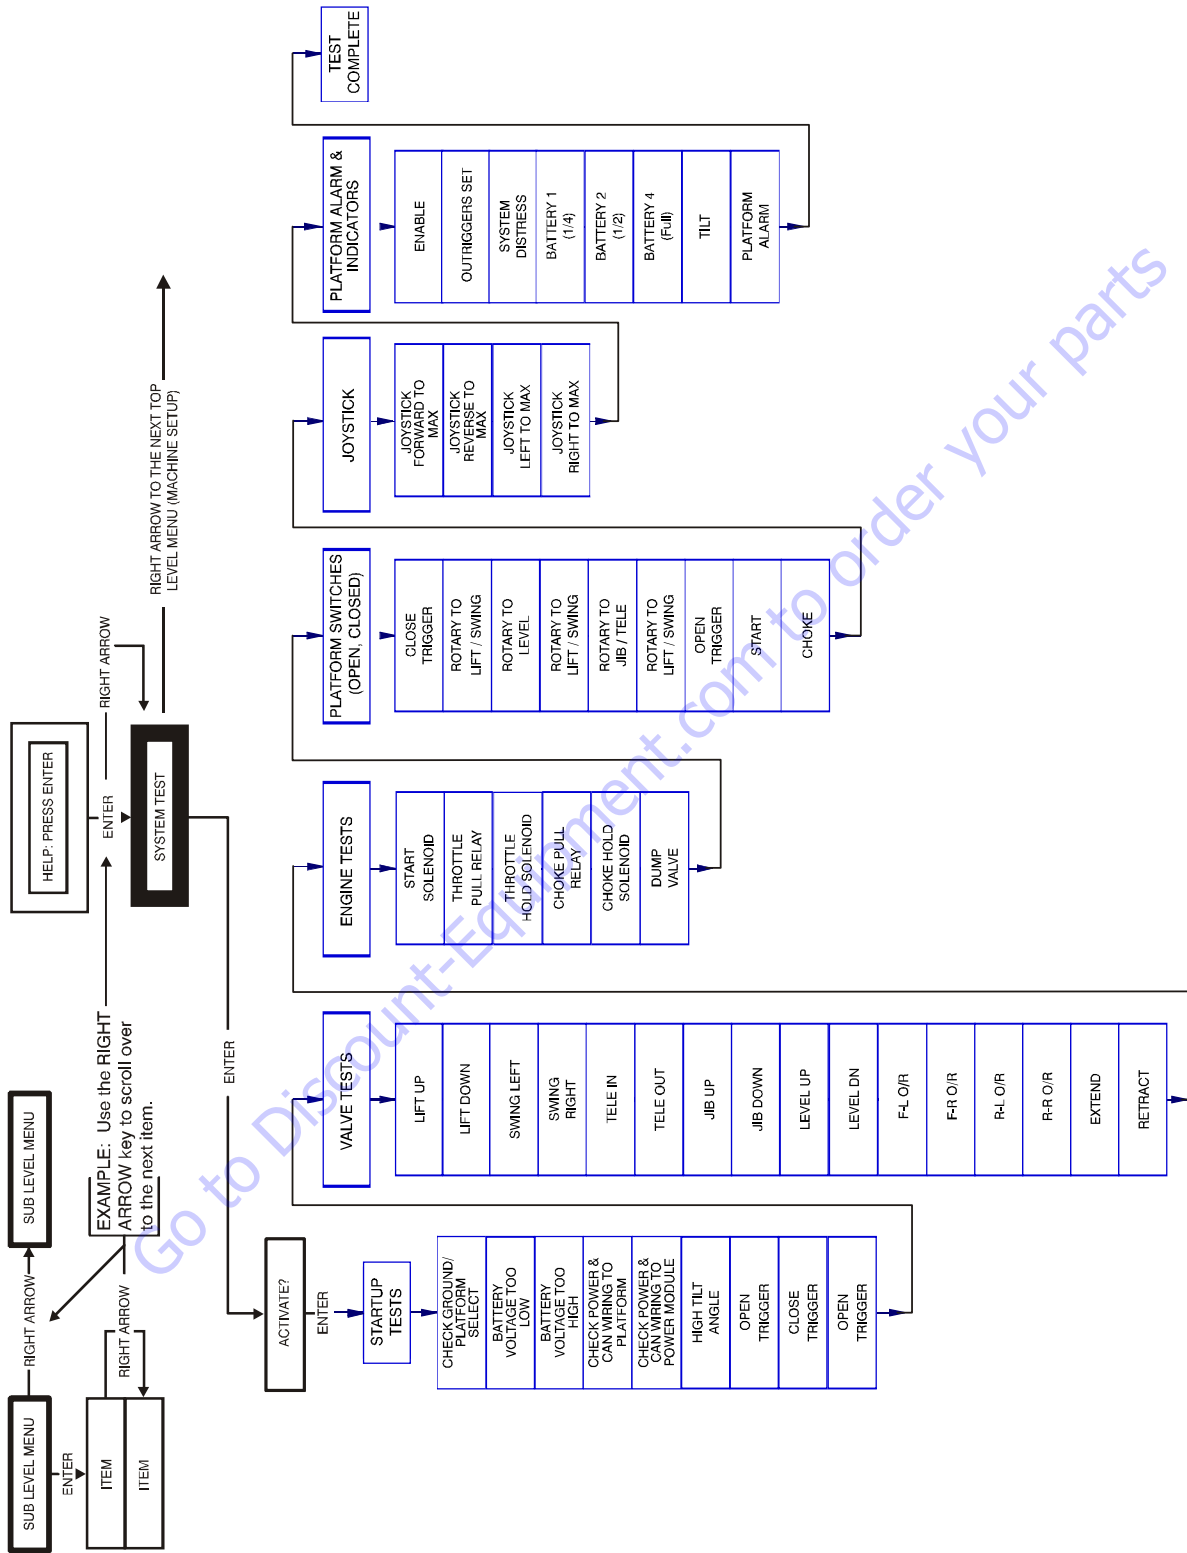 SUB LEVEL MENU
RIGHT ARROW
SUB LEVEL MENU
ENTER
ITEM
ITEM
RIGHT ARROW
EXAMPLE: Use the RIGHT
ARROW key to scroll over
to the next item.
HELP: PRESS ENTER
ENTER
RIGHT ARROW
SYSTEM TEST
RIGHT ARROW TO THE NEXT TOP
LEVEL MENU (MACHINE SETUP)
ENTER
ACTIVATE?
ENTER
STARTUP
TESTS
CHECK GROUND/
PLATFORM
SELECT
BATTERY
VOLTAGE TOO
LOW
BATTERY
VOLTAGE TOO
HIGH
CHECK POWER &
CAN WIRING TO
PLATFORM
CHECK POWER &
CAN WIRING TO
POWER MODULE
HIGH TILT
ANGLE
OPEN
TRIGGER
CLOSE
TRIGGER
OPEN
TRIGGER
VALVE TESTS
LIFT UP
LIFT DOWN
SWING LEFT
SWING
RIGHT
TELE IN
TELE OUT
JIB UP
JIB DOWN
LEVEL UP
LEVEL DN
F-L O/R
F-R O/R
R-L O/R
R-R O/R
EXTEND
RETRACT
ENGINE TESTS
START
SOLENOID
THROTTLE
PULL RELAY
THROTTLE
HOLD SOLENOID
CHOKE PULL
RELAY
CHOKE HOLD
SOLENOID
DUMP
VALVE
PLATFORM SWITCHES
(OPEN, CLOSED)
CLOSE
TRIGGER
ROTARY TO
LIFT / SWING
ROTARY TO
LEVEL
ROTARY TO
LIFT / SWING
ROTARY TO
JIB / TELE
ROTARY TO
LIFT / SWING
OPEN
TRIGGER
START
CHOKE
JOYSTICK
JOYSTICK
FORWARD TO
MAX
JOYSTICK
REVERSE TO
MAX
JOYSTICK
LEFT TO MAX
JOYSTICK
RIGHT TO MAX
PLATFORM ALARM &
INDICATORS
ENABLE
OUTRIGGERS SET
SYSTEM
DISTRESS
BATTERY 1
(1/4)
BATTERY 2
(1/2)
BATTERY 4
(Full)
TILT
PLATFORM
ALARM
TEST
COMPLETE
Go to Discount-Equipment.com to order your parts